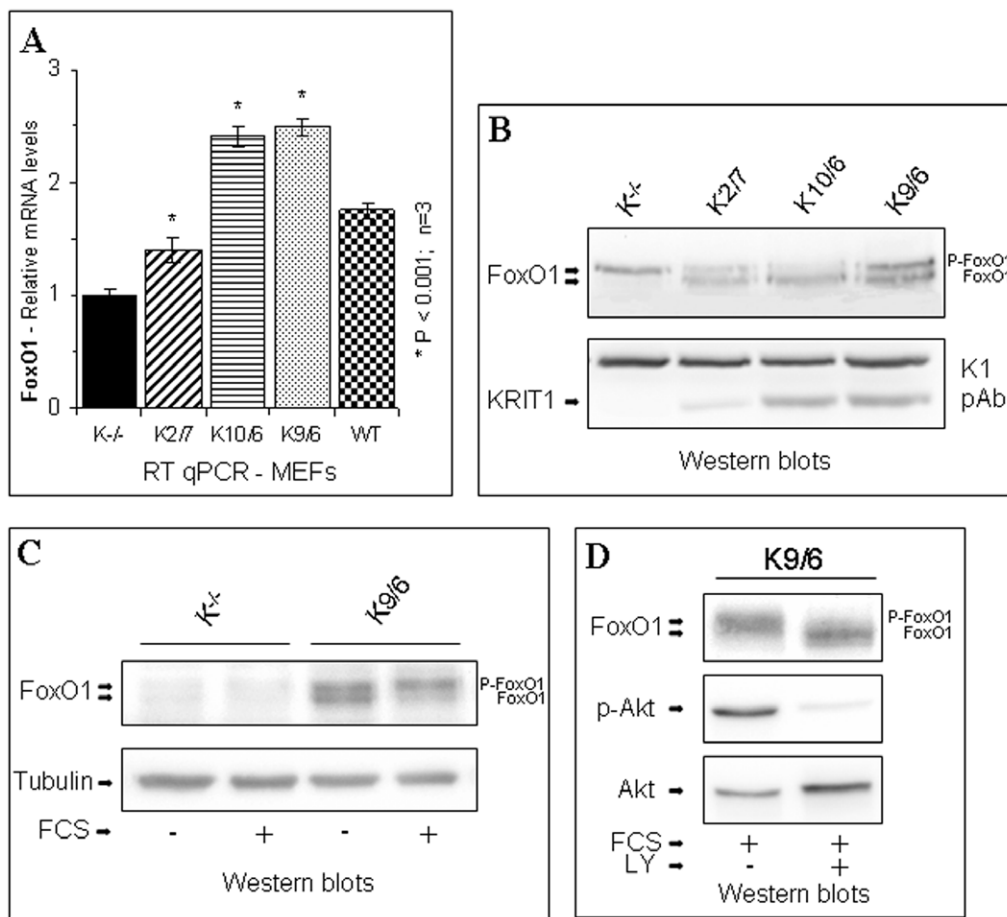 A
3
2
1
0
FoxO1 - Relative mRNA levels
*
*
*
* P < 0.001; n=3
K-/-
K2/7
K10/6
K9/6
WT
RT qPCR - MEFs
B
K-/-
K2/7
K10/6
K9/6
FoxO1
P-FoxO1
FoxO1
KRIT1
K1
pAb
Western blots
C
K-/-
K9/6
FoxO1
P-FoxO1
FoxO1
Tubulin
FCS - + - +
Western blots
D
K9/6
FoxO1
P-FoxO1
FoxO1
p-Akt
Akt
FCS + +
LY - +
Western blots